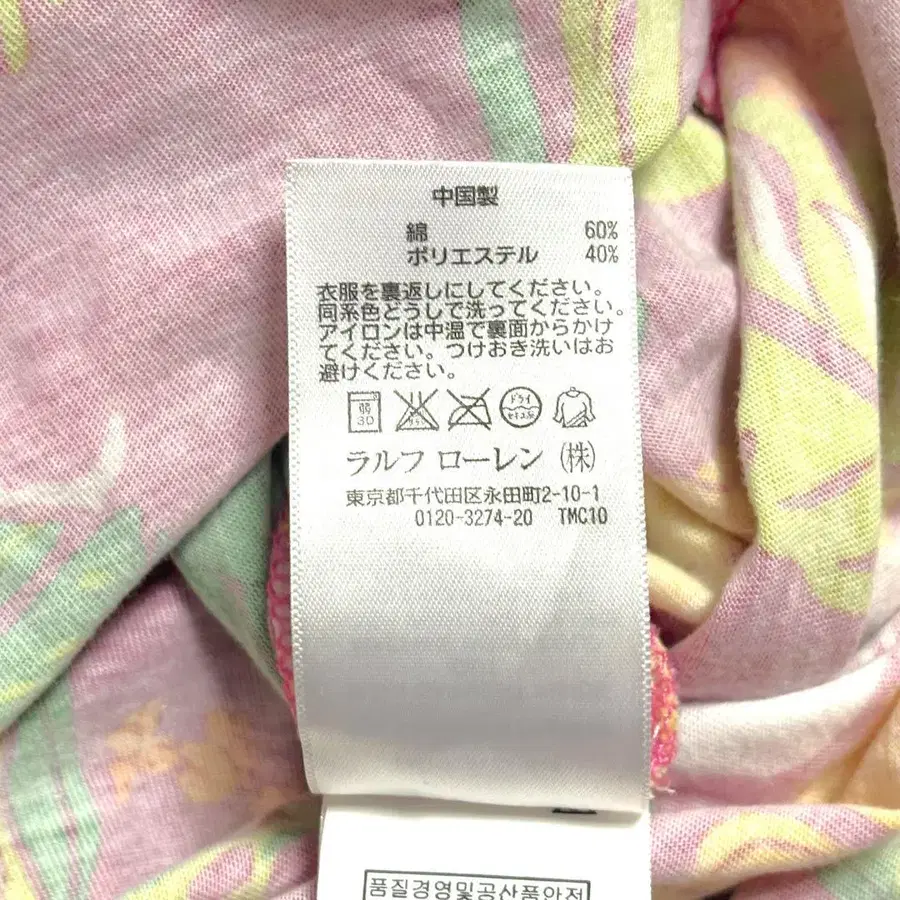 中国製
綿 60%
ポリエステル 40%
衣服を裏返しにしてください。
同系色どうしで洗ってください。
アイロンは中温で裏面からかけ
てください。つけおき洗いはお
避けください。
弱 30 ドライ セキユ系
ラルフ ローレン (株)
東京都千代田区永田町2-10-1
0120-3274-20 TMC10
품질경영및공산품안전